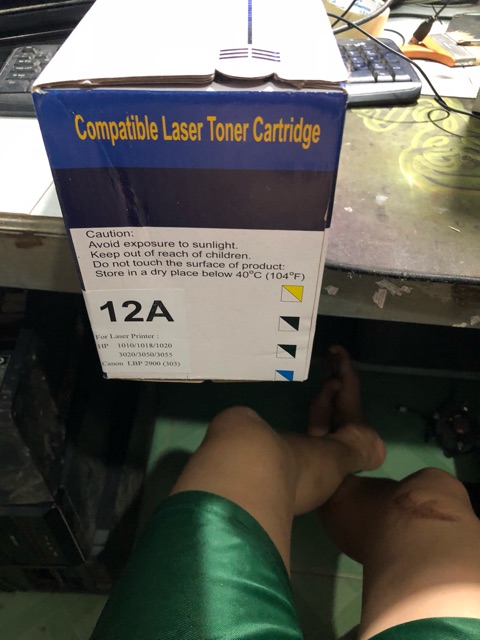 Compatible Laser Toner Cartridge
Caution:
Avoid exposure to sunlight.
Keep out of reach of children.
Do not touch the surface of product:
Store in a dry place below 40°C (104°F)
12A
For Laser Printer :
HP 1010/1018/1020
3020/3050/3055
Canon LBP 2900 (303)